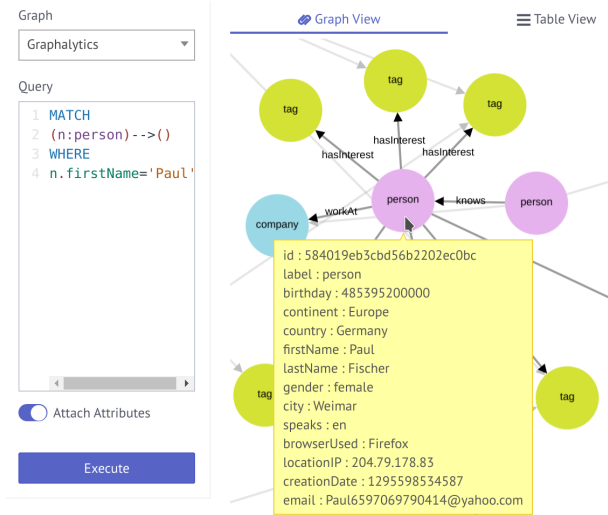 Graph
Graphalytics
Query
1 MATCH
2 (n:person)-->()
3 WHERE
4 n.firstName='Paul'
Attach Attributes
Execute
Graph View
Table View
tag
tag
tag
hasInterest
hasInterest
hasInterest
person
knows
person
workAt
company
id : 584019eb3cbd56b2202ec0bc
label : person
birthday : 485395200000
continent : Europe
country : Germany
firstName : Paul
lastName : Fischer
gender : female
city : Weimar
speaks : en
browserUsed : Firefox
locationIP : 204.79.178.83
creationDate : 1295598534587
email : Paul6597069790414@yahoo.com
tag
tag